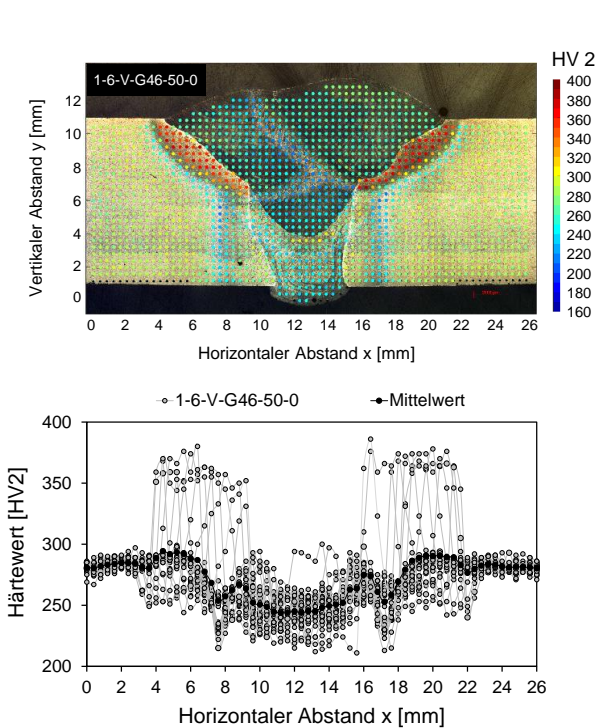 HV 2
1-6-V-G46-50-0
400
380
360
340
320
300
280
260
240
220
200
180
160
12
10
8
6
4
2
0
Vertikaler Abstand y [mm]
0 2 4 6 8 10 12 14 16 18 20 22 24 26
Horizontaler Abstand x [mm]
1-6-V-G46-50-0 Mittelwert
400
350
300
250
200
Härtewert [HV2]
0 2 4 6 8 10 12 14 16 18 20 22 24 26
Horizontaler Abstand x [mm]